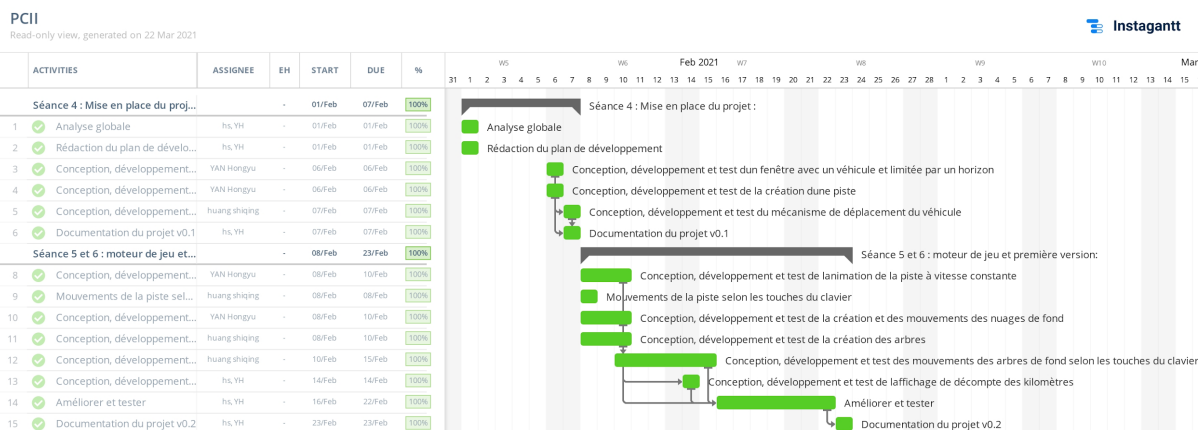 PCII
Read-only view, generated on 22 Mar 2021
Instagantt
ACTIVITIES ASSIGNEE EH START DUE %
W5 W6 Feb 2021 W7 W8 W9 W10 Mar
31 1 2 3 4 5 6 7 8 9 10 11 12 13 14 15 16 17 18 19 20 21 22 23 24 25 26 27 28 1 2 3 4 5 6 7 8 9 10 11 12 13 14 15
Séance 4 : Mise en place du proj... - 01/Feb 07/Feb 100% Séance 4 : Mise en place du projet :
1 Analyse globale hs, YH - 01/Feb 01/Feb 100% Analyse globale
2 Rédaction du plan de dévelo... hs, YH - 01/Feb 01/Feb 100% Rédaction du plan de développement
3 Conception, développement... YAN Hongyu - 06/Feb 06/Feb 100% Conception, développement et test dun fenêtre avec un véhicule et limitée par un horizon
4 Conception, développement... YAN Hongyu - 06/Feb 06/Feb 100% Conception, développement et test de la création dune piste
5 Conception, développement... huang shiqing - 07/Feb 07/Feb 100% Conception, développement et test du mécanisme de déplacement du véhicule
6 Documentation du projet v0.1 hs, YH - 07/Feb 07/Feb 100% Documentation du projet v0.1
Séance 5 et 6 : moteur de jeu et... - 08/Feb 23/Feb 100% Séance 5 et 6 : moteur de jeu et première version:
8 Conception, développement... YAN Hongyu - 08/Feb 10/Feb 100% Conception, développement et test de lanimation de la piste à vitesse constante
9 Mouvements de la piste sel... huang shiqing - 08/Feb 08/Feb 100% Mouvements de la piste selon les touches du clavier
10 Conception, développement... YAN Hongyu - 08/Feb 10/Feb 100% Conception, développement et test de la création et des mouvements des nuages de fond
11 Conception, développement... huang shiqing - 08/Feb 10/Feb 100% Conception, développement et test de la création des arbres
12 Conception, développement... huang shiqing - 10/Feb 15/Feb 100% Conception, développement et test des mouvements des arbres de fond selon les touches du clavier
13 Conception, développement... hs, YH - 14/Feb 14/Feb 100% Conception, développement et test de laffichage de décompte des kilomètres
14 Améliorer et tester hs, YH - 16/Feb 22/Feb 100% Améliorer et tester
15 Documentation du projet v0.2 hs, YH - 23/Feb 23/Feb 100% Documentation du projet v0.2